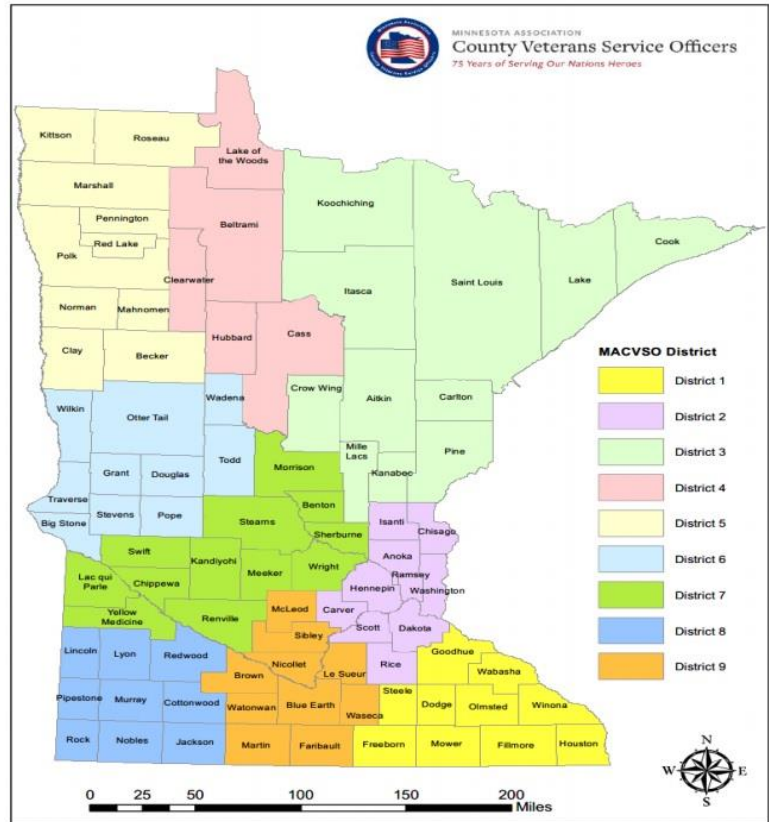 MINNESOTA ASSOCIATION
County Veterans Service Officers
75 Years of Serving Our Nations Heroes
Kittson
Roseau
Lake of
the Woods
Marshall
Koochiching
Pennington
Beltrami
Red Lake
Cook
Polk
Clearwater
Saint Louis
Lake
Itasca
Norman
Mahnomen
Hubbard
Cass
Clay
Becker
MACVSO District
District 1
District 2
District 3
District 4
District 5
District 6
District 7
District 8
District 9
Crow Wing
Aitkin
Carlton
Wadena
Wilkin
Otter Tail
Mille
Lacs
Pine
Todd
Kanabec
Morrison
Grant
Douglas
Traverse
Benton
Stevens
Pope
Big Stone
Stearns
Isanti
Chisago
Sherburne
Swift
Anoka
Kandiyohi
Meeker
Wright
Ramsey
Lac qui
Parle
Chippewa
Hennepin
Washington
McLeod
Carver
Yellow
Medicine
Renville
Scott
Dakota
Sibley
Lincoln
Lyon
Redwood
Goodhue
Nicollet
Le Sueur
Rice
Wabasha
Brown
Steele
Pipestone
Murray
Cottonwood
Watonwan
Blue Earth
Waseca
Dodge
Olmsted
Winona
Rock
Nobles
Jackson
Martin
Faribault
Freeborn
Mower
Fillmore
Houston
N
W
E
S
0 25 50 100 150 200
Miles